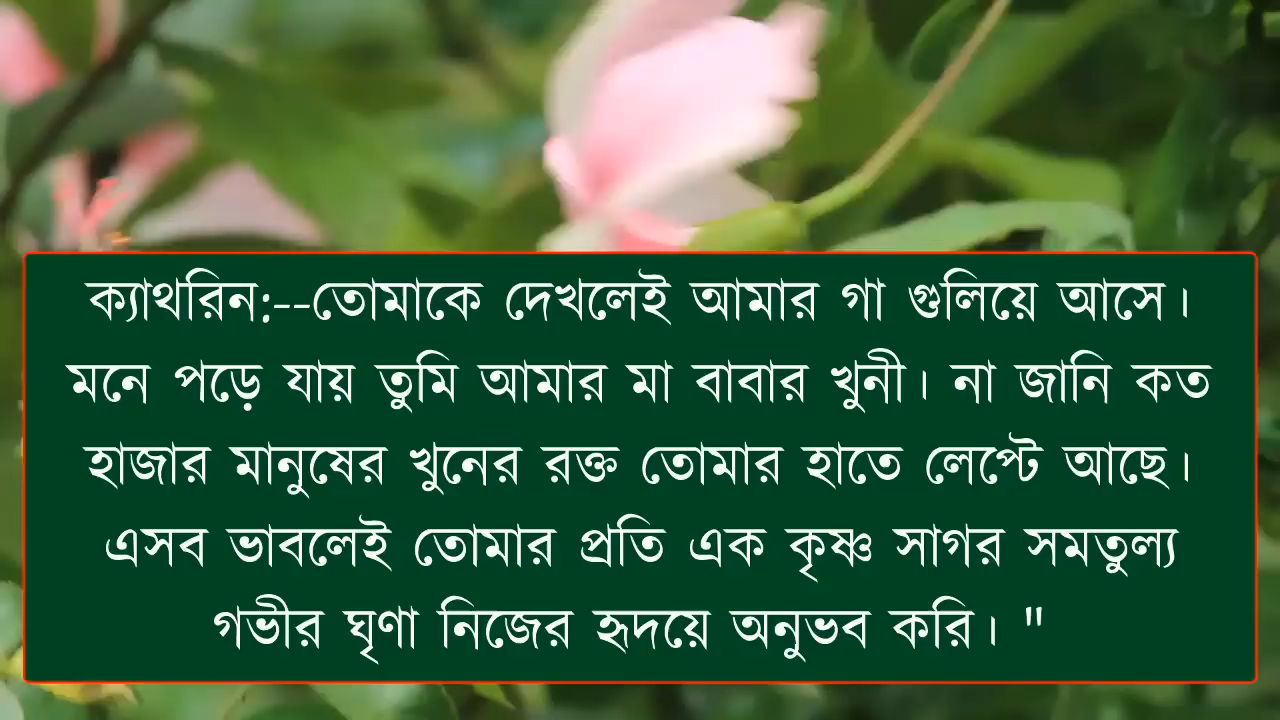 ক্যাথরিন:--তোমাকে দেখলেই আমার গা গুলিয়ে আসে।
মনে পড়ে যায় তুমি আমার মা বাবার খুনী। না জানি কত
হাজার মানুষের খুনের রক্ত তোমার হাতে লেপ্টে আছে।
এসব ভাবলেই তোমার প্রতি এক কৃষ্ণ সাগর সমতুল্য
গভীর ঘৃণা নিজের হৃদয়ে অনুভব করি। "